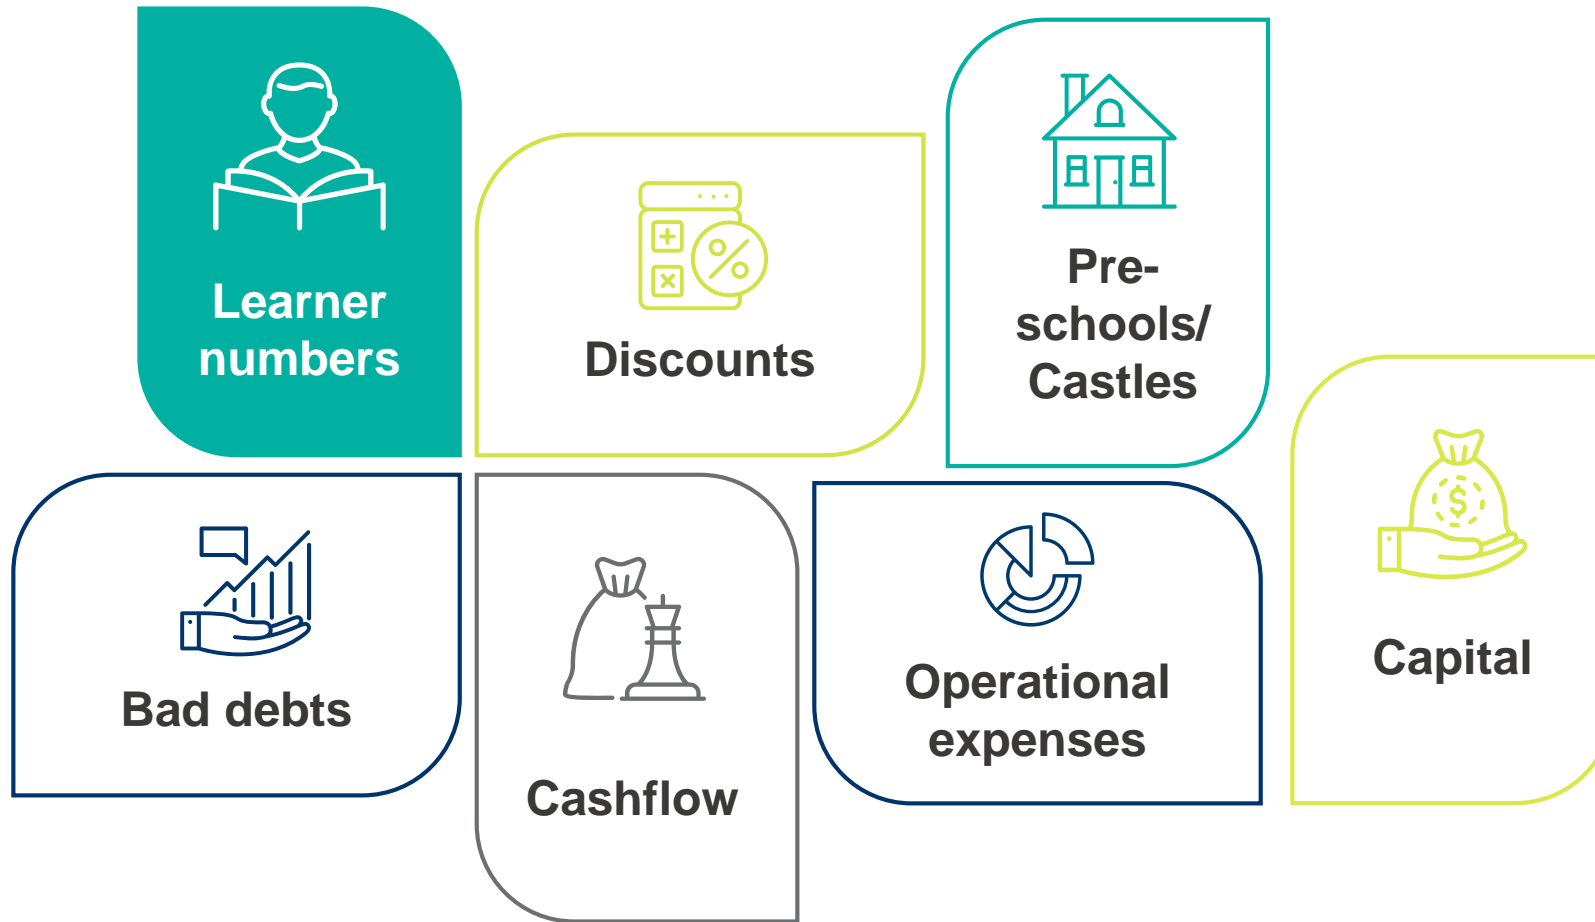 Learner
numbers
Discounts
Pre-
schools/
Castles
Bad debts
Cashflow
Operational
expenses
Capital